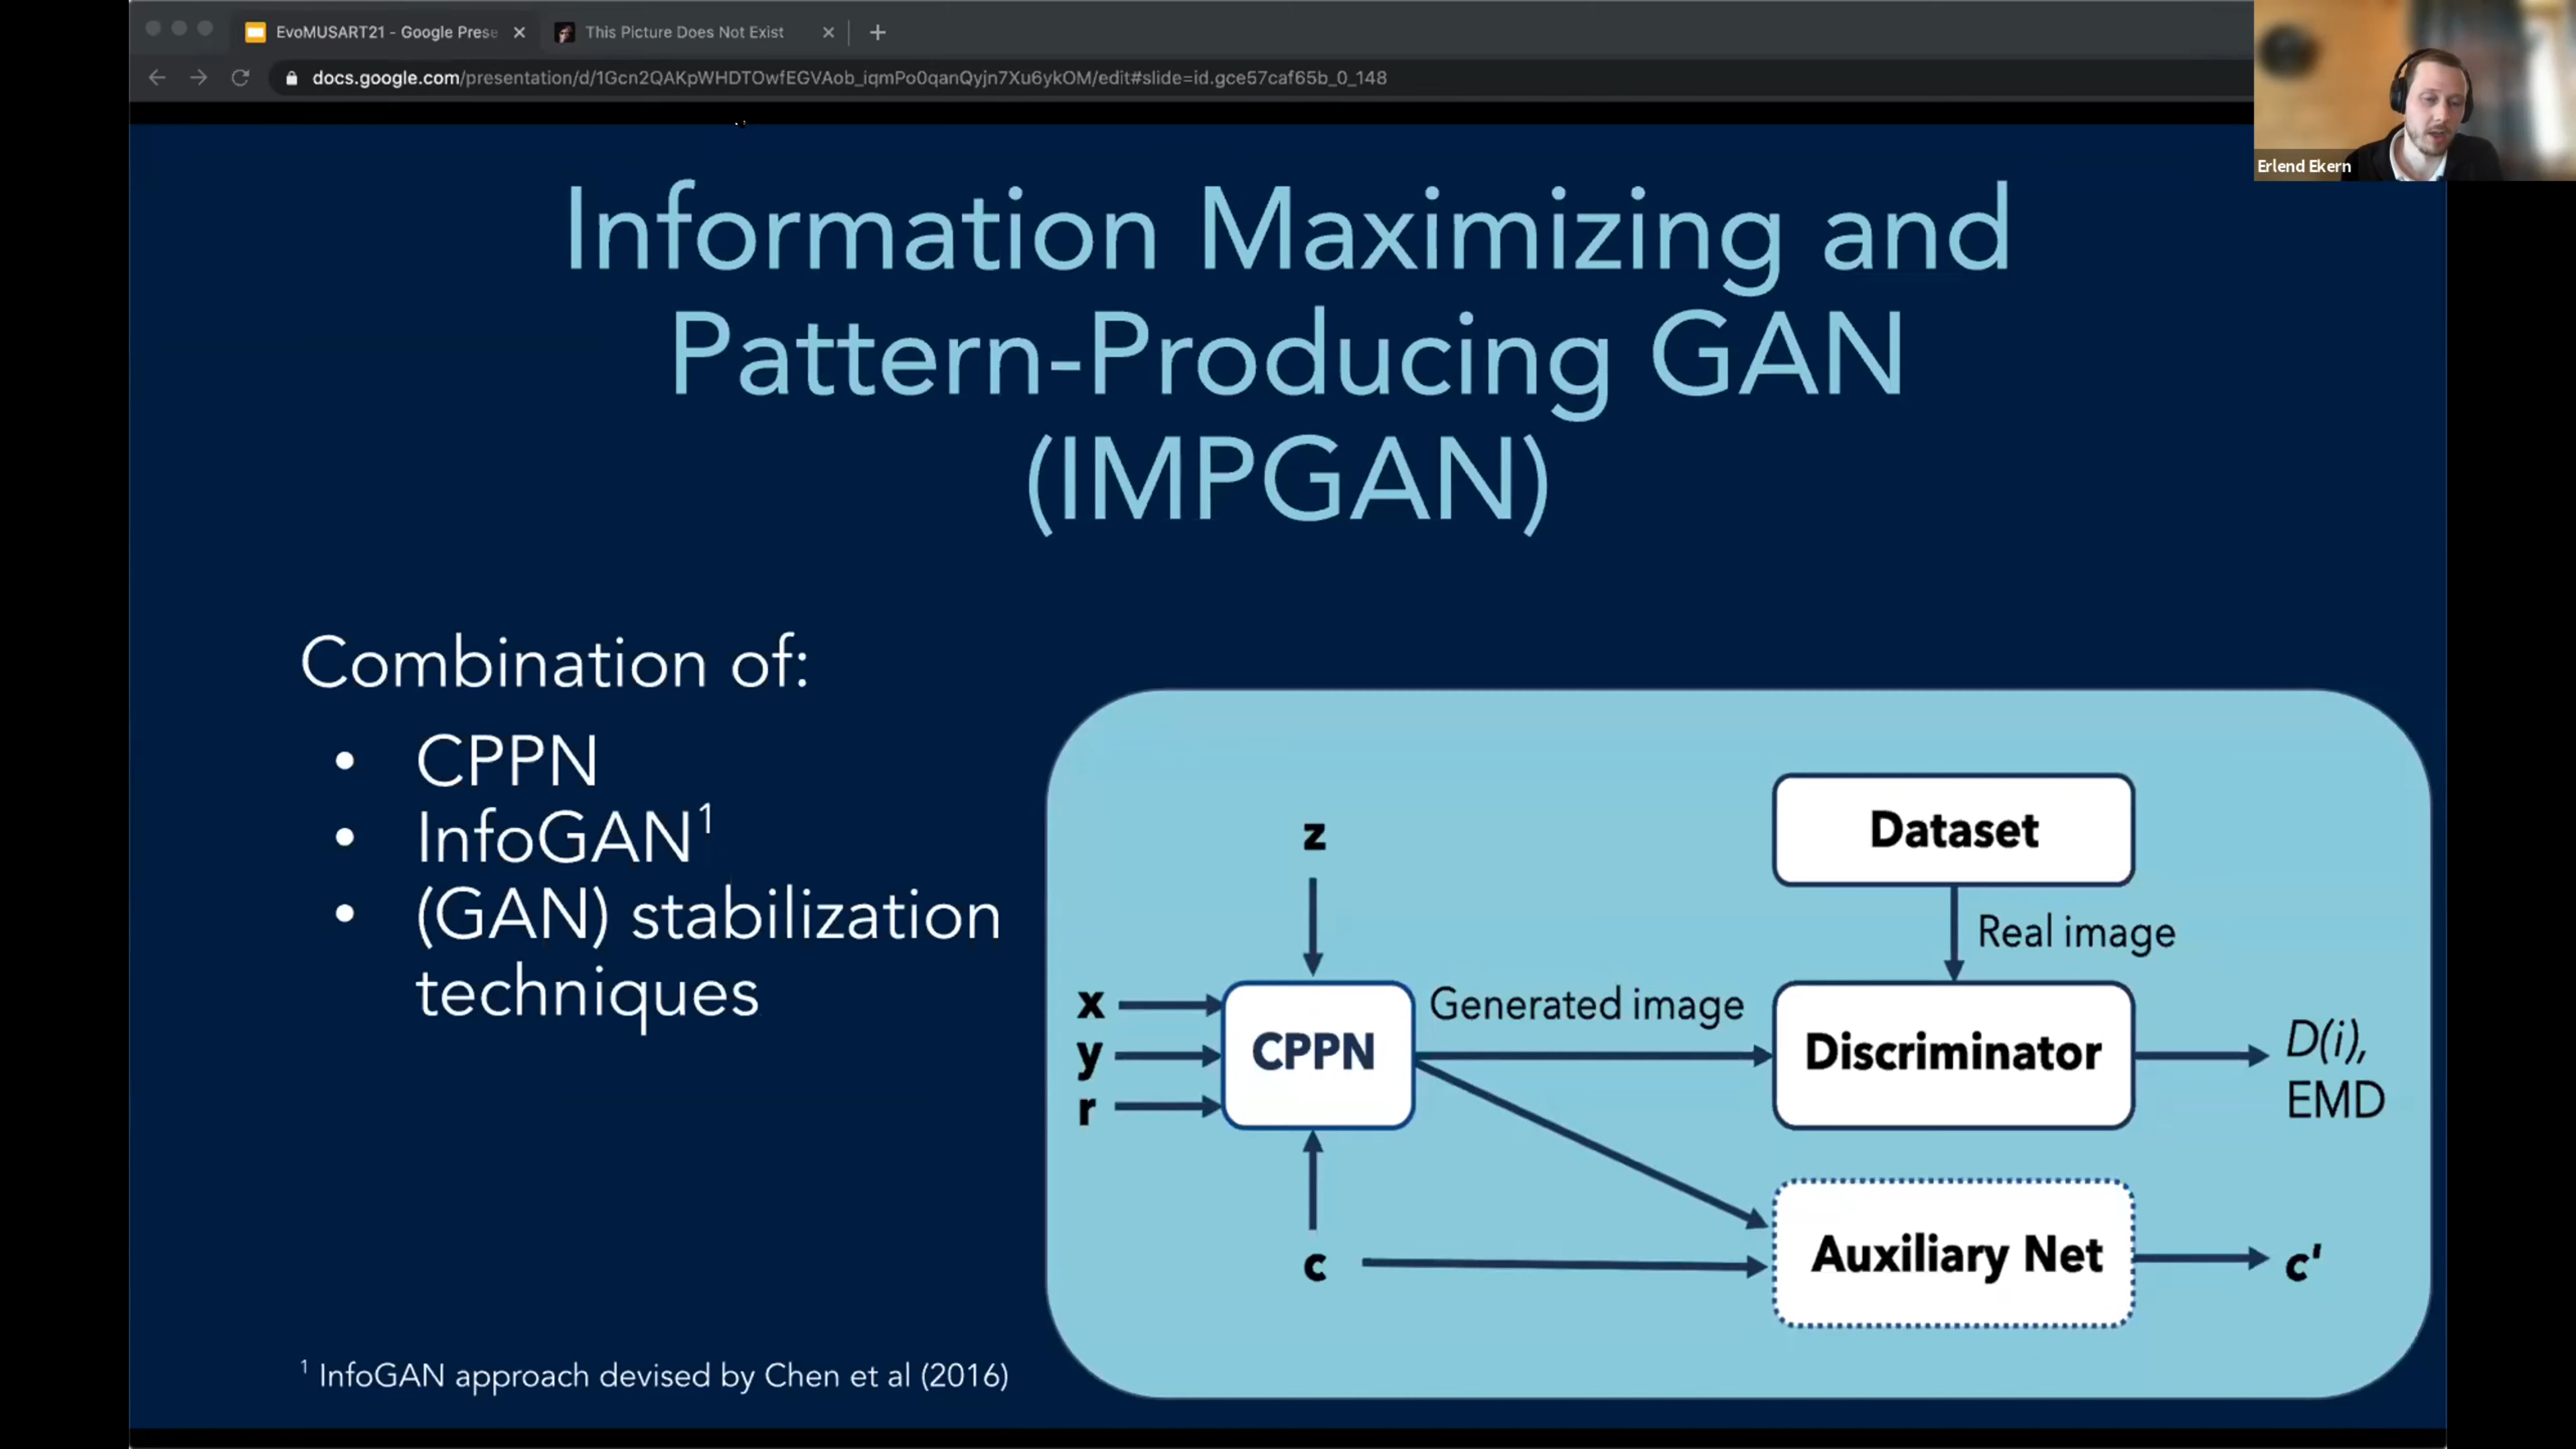 EvoMUSART21 - Google Prese
This Picture Does Not Exist
docs.google.com/presentation/d/1Gcn2QAKpWHDTOwfEGVAob_iqmPo0qanQyjn7Xu6ykOM/edit#slide=id.gce57caf65b_0_148
Erlend Ekern
Information Maximizing and
Pattern-Producing GAN
(IMPGAN)
Combination of:
• CPPN
• InfoGAN¹
• (GAN) stabilization
techniques
z
Dataset
Real image
x
y
r
CPPN
Generated image
Discriminator
D(i),
EMD
c
Auxiliary Net
c'
¹ InfoGAN approach devised by Chen et al (2016)